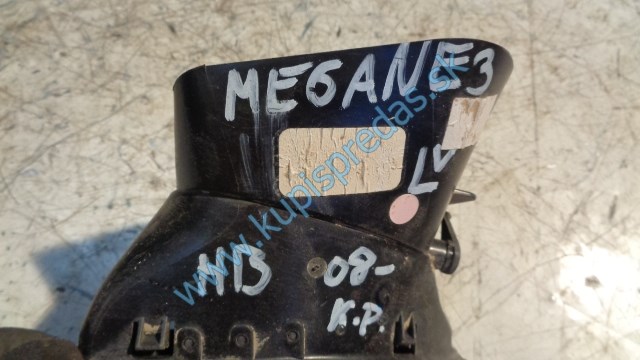 MEGANE3
LV
M13 08-
K.P.
www.kupispredas.sk